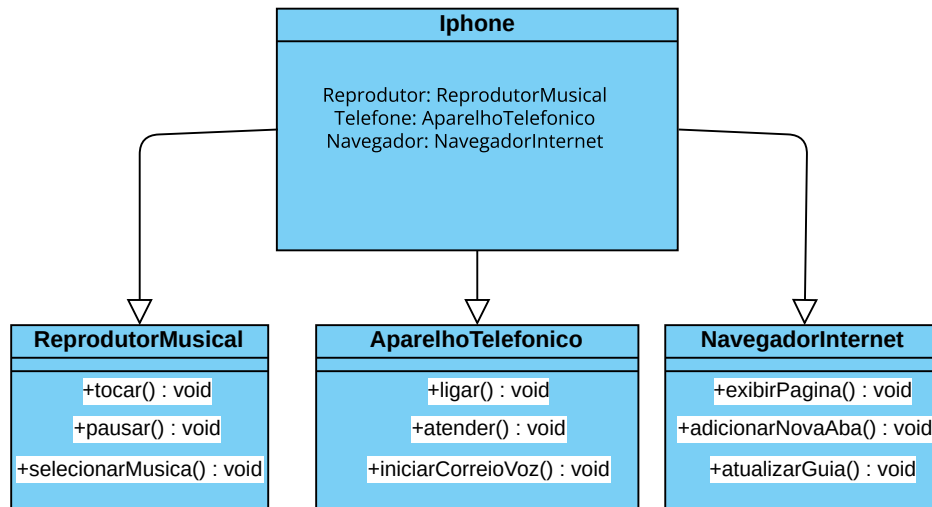 Iphone
Reprodutor: ReprodutorMusical
Telefone: AparelhoTelefonico
Navegador: NavegadorInternet
ReprodutorMusical
+tocar() : void
+pausar() : void
+selecionarMusica() : void
AparelhoTelefonico
+ligar() : void
+atender() : void
+iniciarCorreioVoz() : void
NavegadorInternet
+exibirPagina() : void
+adicionarNovaAba() : void
+atualizarGuia() : void